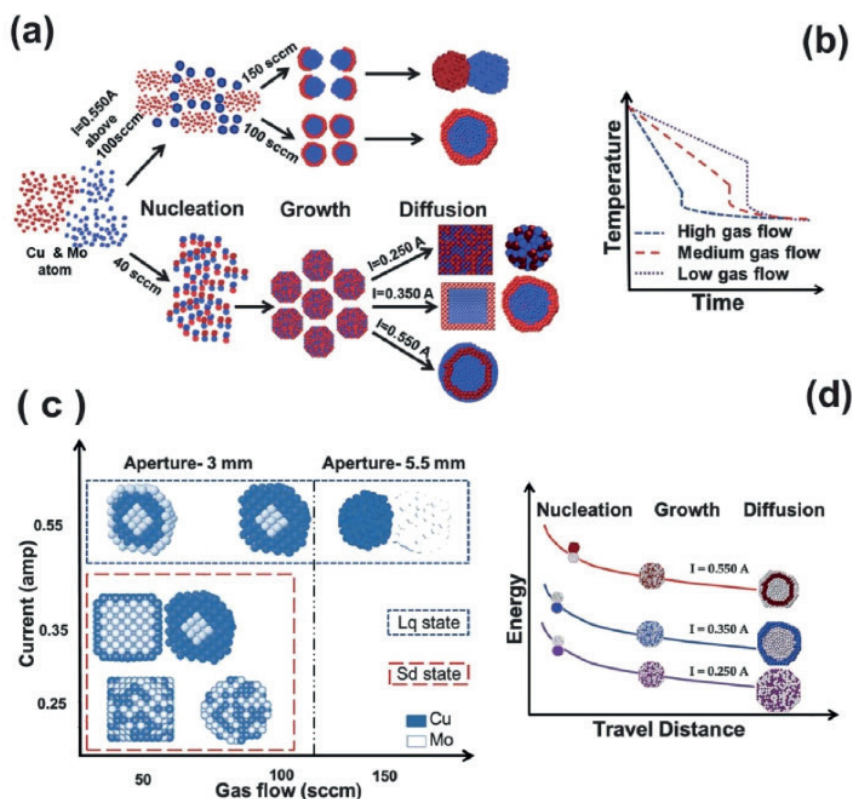 (a)
I=0.550A
above
100sccm
150 sccm
100 sccm
Cu & Mo
atom
40 sccm
Nucleation
Growth
Diffusion
I=0.250 A
I=0.350 A
I=0.550 A
(b)
Temperature
High gas flow
Medium gas flow
Low gas flow
Time
( c )
Aperture- 3 mm
Aperture- 5.5 mm
Current (amp)
0.55
0.35
0.25
Lq state
Sd state
Cu
Mo
50
100
150
Gas flow (sccm)
(d)
Nucleation
Growth
Diffusion
Energy
I = 0.550 A
I = 0.350 A
I = 0.250 A
Travel Distance